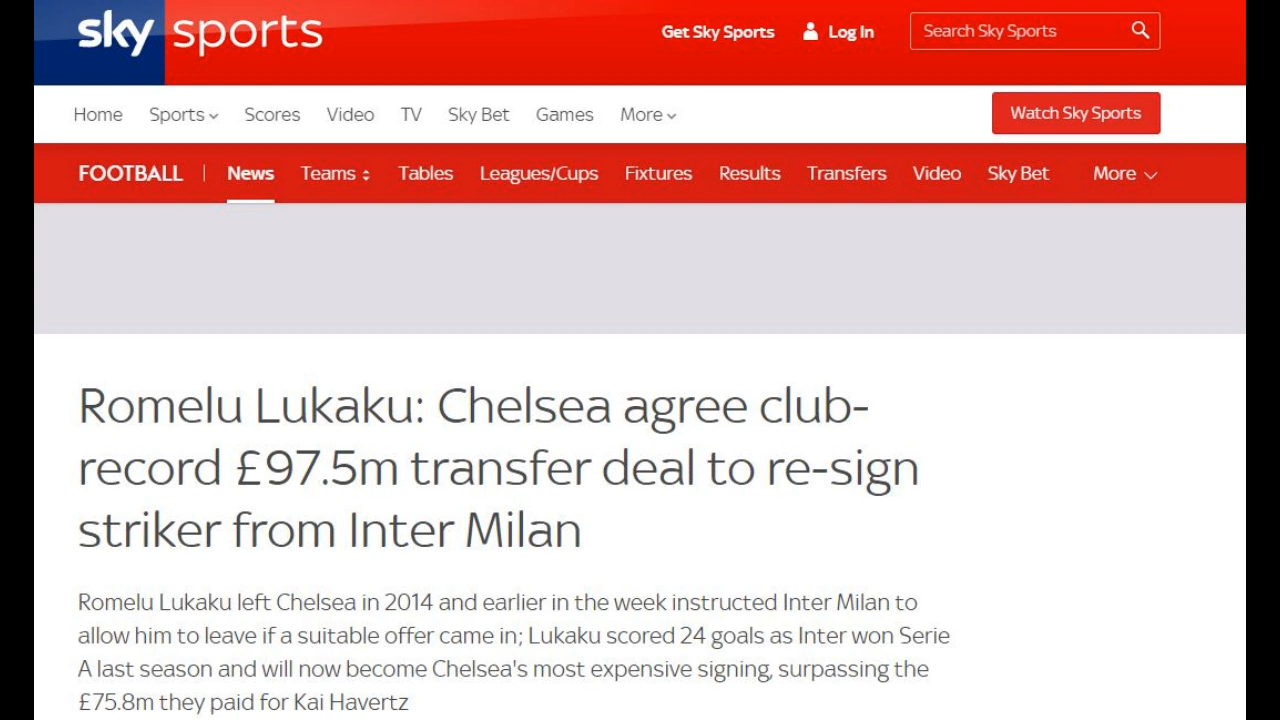 sky sports
Get Sky Sports Log In Search Sky Sports
Home Sports Scores Video TV Sky Bet Games More Watch Sky Sports
FOOTBALL News Teams Tables Leagues/Cups Fixtures Results Transfers Video Sky Bet More
Romelu Lukaku: Chelsea agree club-
record £97.5m transfer deal to re-sign
striker from Inter Milan
Romelu Lukaku left Chelsea in 2014 and earlier in the week instructed Inter Milan to
allow him to leave if a suitable offer came in; Lukaku scored 24 goals as Inter won Serie
A last season and will now become Chelsea's most expensive signing, surpassing the
£75.8m they paid for Kai Havertz